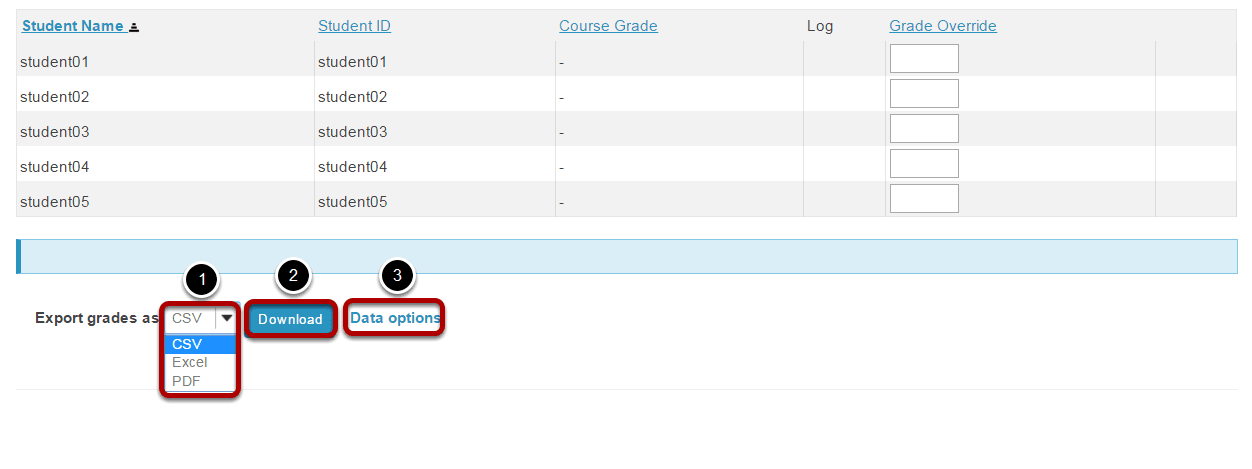 Student Name Student ID Course Grade Log Grade Override
student01 student01 -
student02 student02 -
student03 student03 -
student04 student04 -
student05 student05 -
1 2 3
Export grades as CSV Download Data options
CSV
Excel
PDF